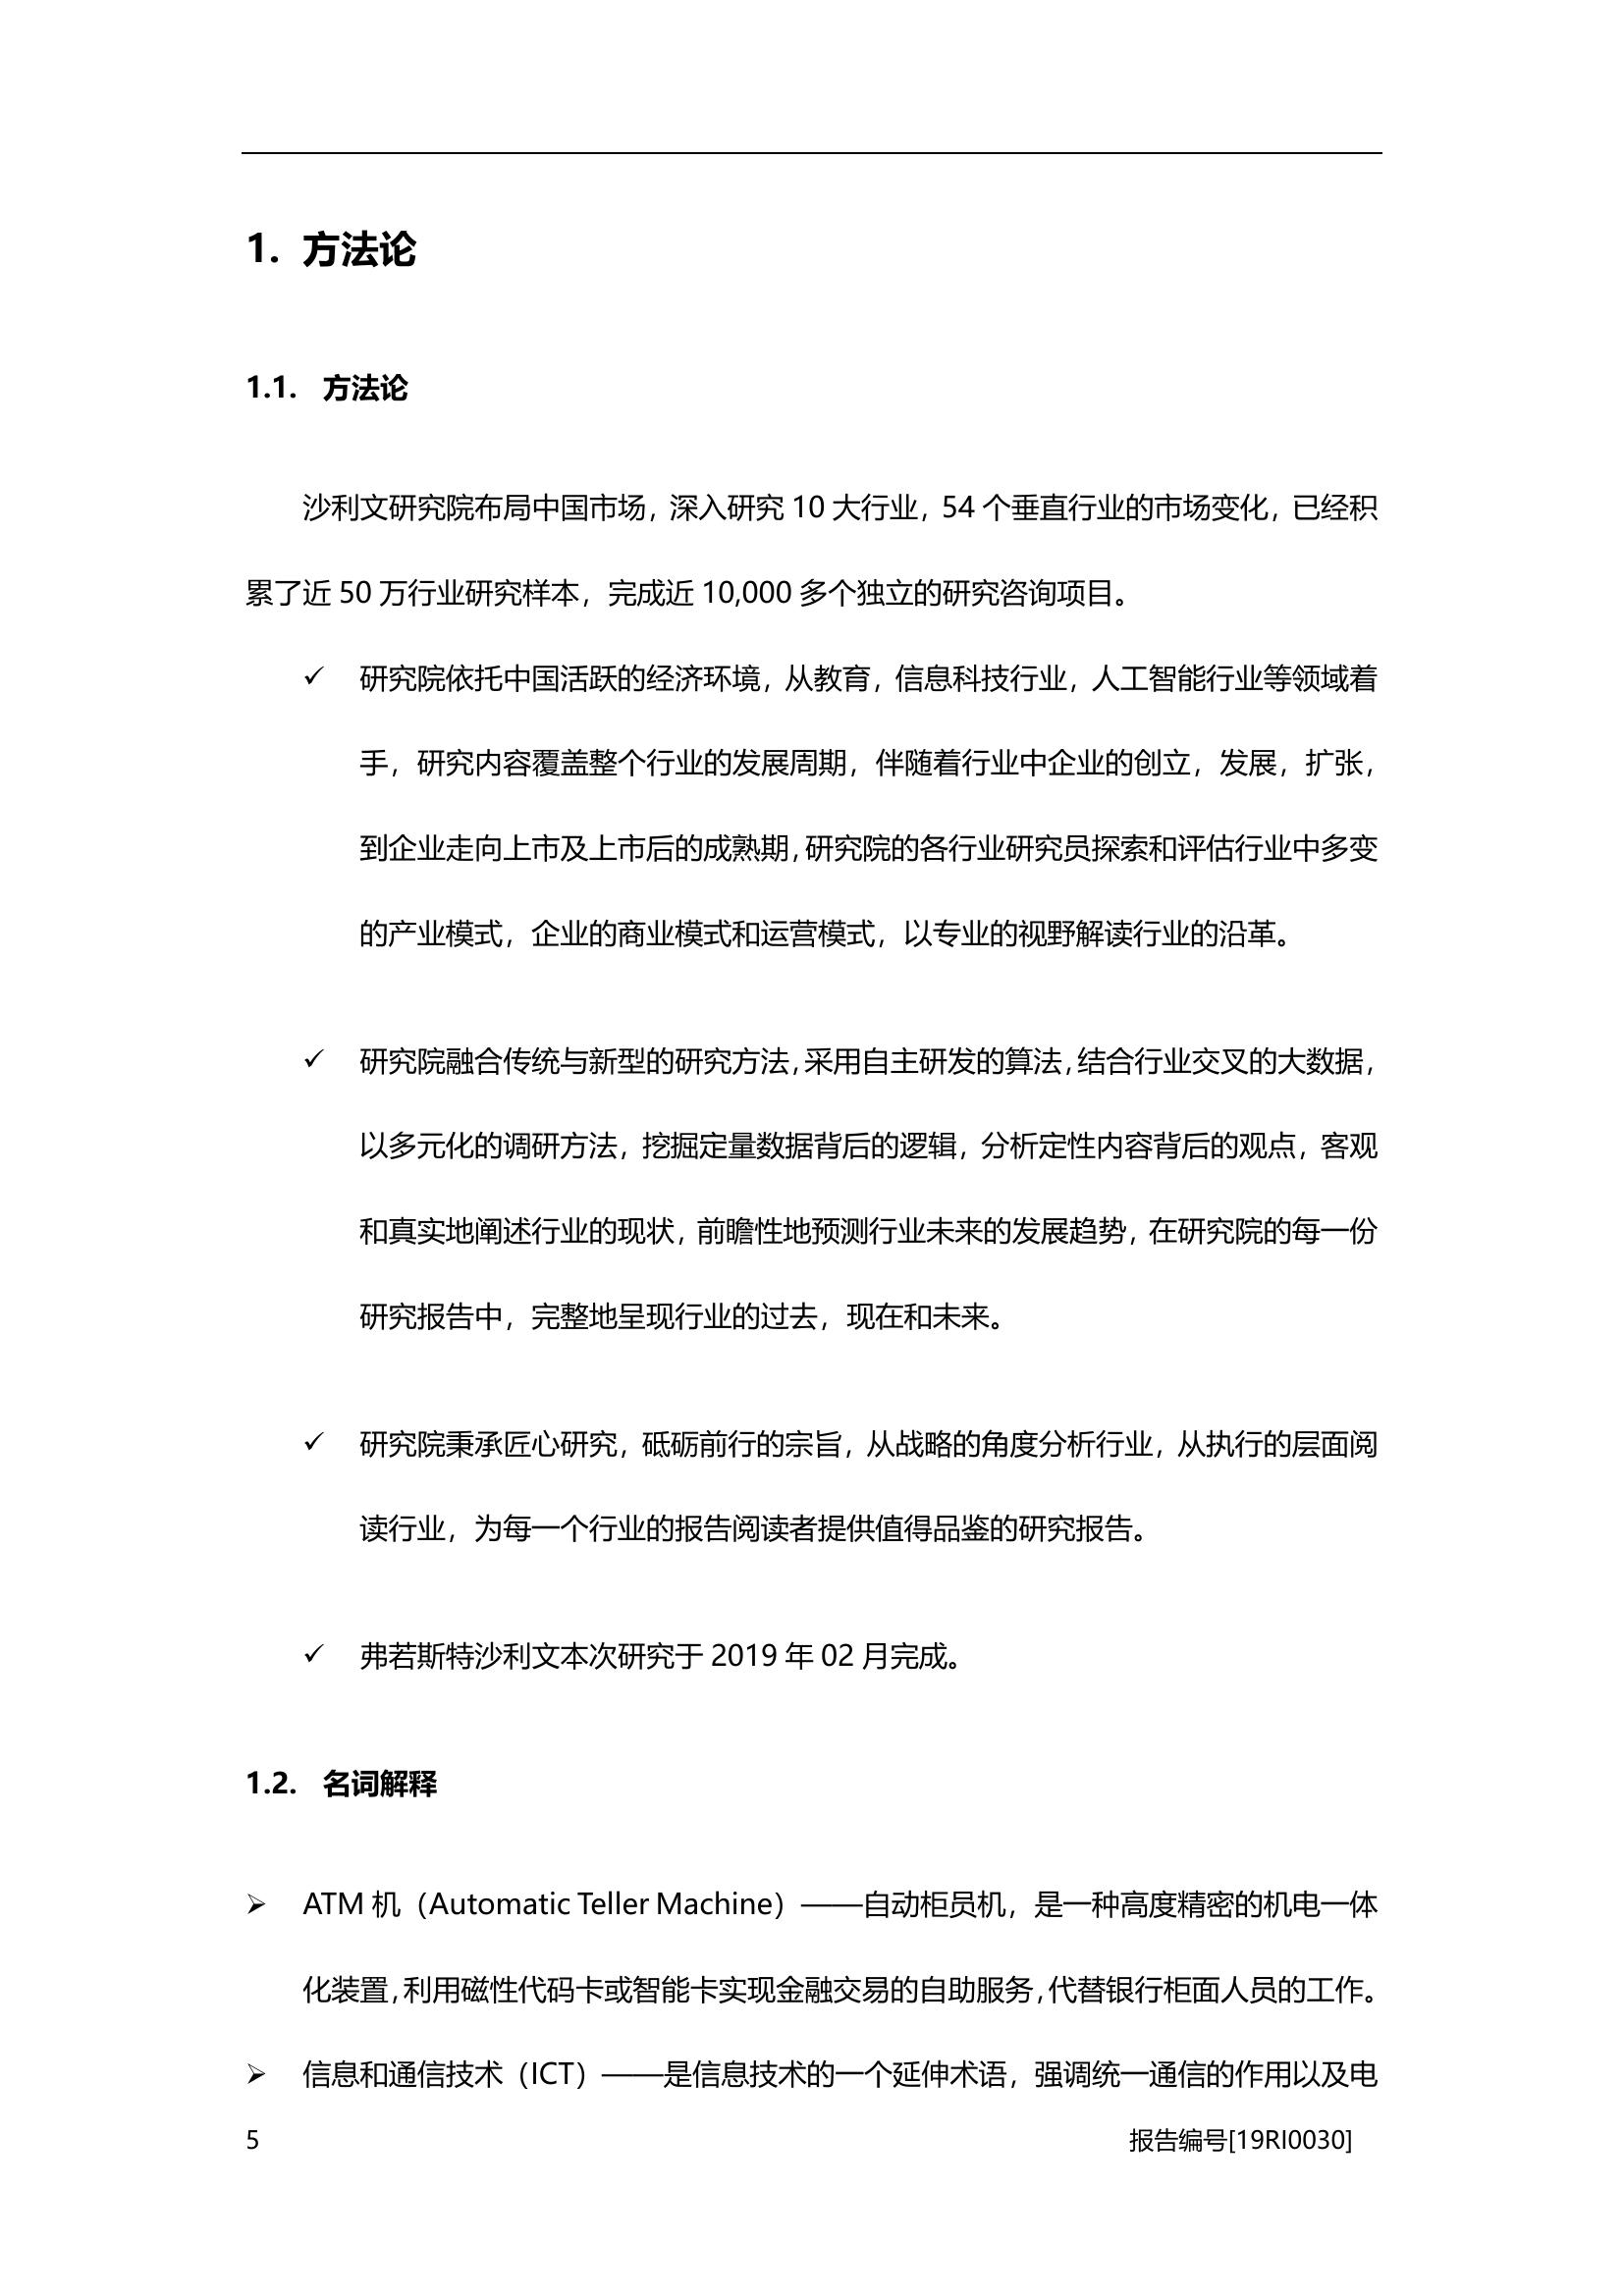 1. 方法论
1.1. 方法论
沙利文研究院布局中国市场，深入研究 10 大行业，54 个垂直行业的市场变化，已经积
累了近 50 万行业研究样本，完成近 10,000 多个独立的研究咨询项目。
✓ 研究院依托中国活跃的经济环境，从教育，信息科技行业，人工智能行业等领域着
手，研究内容覆盖整个行业的发展周期，伴随着行业中企业的创立，发展，扩张，
到企业走向上市及上市后的成熟期，研究院的各行业研究员探索和评估行业中多变
的产业模式，企业的商业模式和运营模式，以专业的视野解读行业的沿革。
✓ 研究院融合传统与新型的研究方法，采用自主研发的算法，结合行业交叉的大数据，
以多元化的调研方法，挖掘定量数据背后的逻辑，分析定性内容背后的观点，客观
和真实地阐述行业的现状，前瞻性地预测行业未来的发展趋势，在研究院的每一份
研究报告中，完整地呈现行业的过去，现在和未来。
✓ 研究院秉承匠心研究，砥砺前行的宗旨，从战略的角度分析行业，从执行的层面阅
读行业，为每一个行业的报告阅读者提供值得品鉴的研究报告。
✓ 弗若斯特沙利文本次研究于 2019 年 02 月完成。
1.2. 名词解释
➢ ATM 机（Automatic Teller Machine）——自动柜员机，是一种高度精密的机电一体
化装置，利用磁性代码卡或智能卡实现金融交易的自助服务，代替银行柜面人员的工作。
➢ 信息和通信技术（ICT）——是信息技术的一个延伸术语，强调统一通信的作用以及电
5 报告编号[19RI0030]